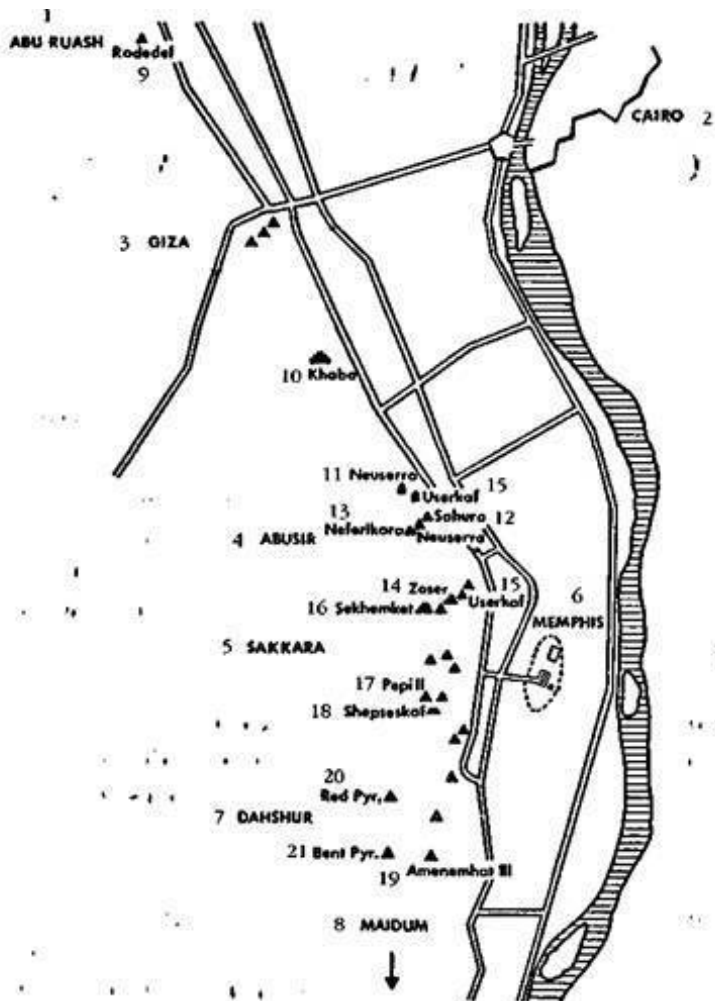 1
ABU RUASH
Rodedef
9
CAIRO 2
3 GIZA
10 Khaba
11 Neuserra
15
Userkaf
13
Sahura
12
Neferikara
4 ABUSIR
Neuserra
14 Zoser
15
6
16 Sekhemket
Userkaf
MEMPHIS
5 SAKKARA
17 Pepi II
18 Shepseskaf
20
Red Pyr.
7 DAHSHUR
21 Bent Pyr.
19 Amenemhat III
8 MAIDUM